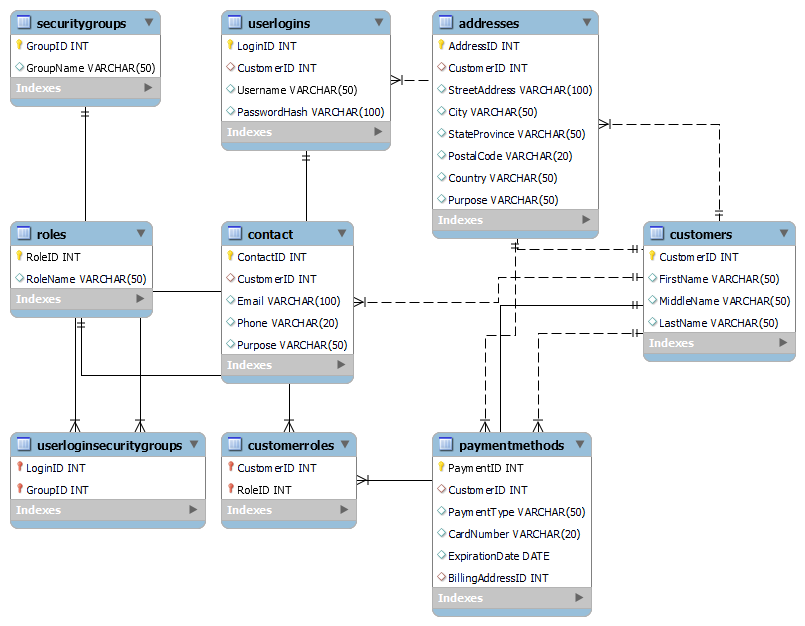 securitygroups
GroupID INT
GroupName VARCHAR(50)
Indexes
userlogins
LoginID INT
CustomerID INT
Username VARCHAR(50)
PasswordHash VARCHAR(100)
Indexes
addresses
AddressID INT
CustomerID INT
StreetAddress VARCHAR(100)
City VARCHAR(50)
StateProvince VARCHAR(50)
PostalCode VARCHAR(20)
Country VARCHAR(50)
Purpose VARCHAR(50)
Indexes
roles
RoleID INT
RoleName VARCHAR(50)
Indexes
contact
ContactID INT
CustomerID INT
Email VARCHAR(100)
Phone VARCHAR(20)
Purpose VARCHAR(50)
Indexes
customers
CustomerID INT
FirstName VARCHAR(50)
MiddleName VARCHAR(50)
LastName VARCHAR(50)
Indexes
userloginsecuritygroups
LoginID INT
GroupID INT
Indexes
customerroles
CustomerID INT
RoleID INT
Indexes
paymentmethods
PaymentID INT
CustomerID INT
PaymentType VARCHAR(50)
CardNumber VARCHAR(20)
ExpirationDate DATE
BillingAddressID INT
Indexes